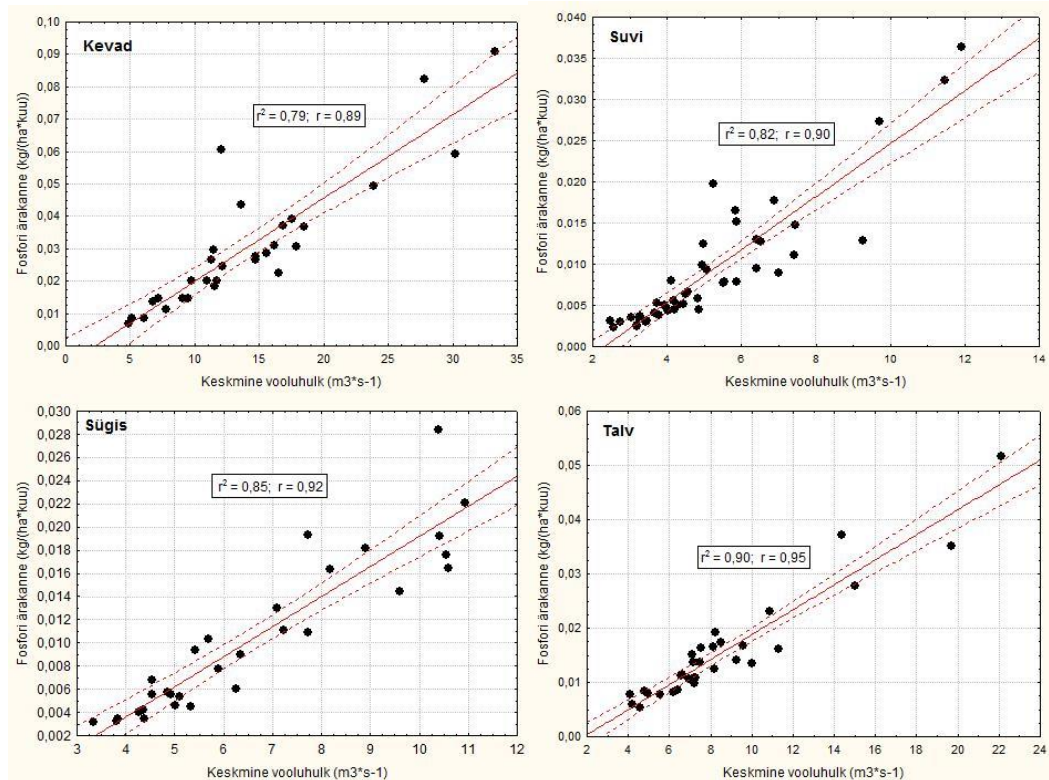 Kevad
Fosfori ärakanne (kg/(ha*kuu))
0,10
0,09
0,08
0,07
0,06
0,05
0,04
0,03
0,02
0,01
0,00
r² = 0,79; r = 0,89
0 5 10 15 20 25 30 35
Keskmine vooluhulk (m3*s-1)
Suvi
Fosfori ärakanne (kg/(ha*kuu))
0,040
0,035
0,030
0,025
0,020
0,015
0,010
0,005
0,000
r² = 0,82; r = 0,90
2 4 6 8 10 12 14
Keskmine vooluhulk (m3*s-1)
Sügis
Fosfori ärakanne (kg/(ha*kuu))
0,030
0,028
0,026
0,024
0,022
0,020
0,018
0,016
0,014
0,012
0,010
0,008
0,006
0,004
0,002
r² = 0,85; r = 0,92
3 4 5 6 7 8 9 10 11 12
Keskmine vooluhulk (m3*s-1)
Talv
Fosfori ärakanne (kg/(ha*kuu))
0,06
0,05
0,04
0,03
0,02
0,01
0,00
r² = 0,90; r = 0,95
2 4 6 8 10 12 14 16 18 20 22 24
Keskmine vooluhulk (m3*s-1)